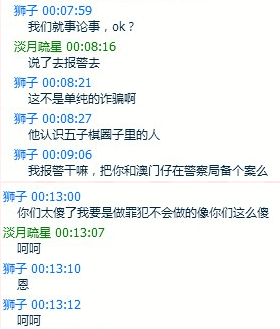 狮子 00:07:59
我们就事论事，ok？
淡月疏星 00:08:16
说了去报警去
狮子 00:08:21
这不是单纯的诈骗啊
狮子 00:08:27
他认识五子棋圈子里的人
狮子 00:09:06
我报警干嘛，把你和澳门仔在警察局备个案么
狮子 00:13:00
你们太傻了我要是做罪犯不会做的像你们这么傻
淡月疏星 00:13:07
呵呵
狮子 00:13:10
恩
狮子 00:13:12
呵呵